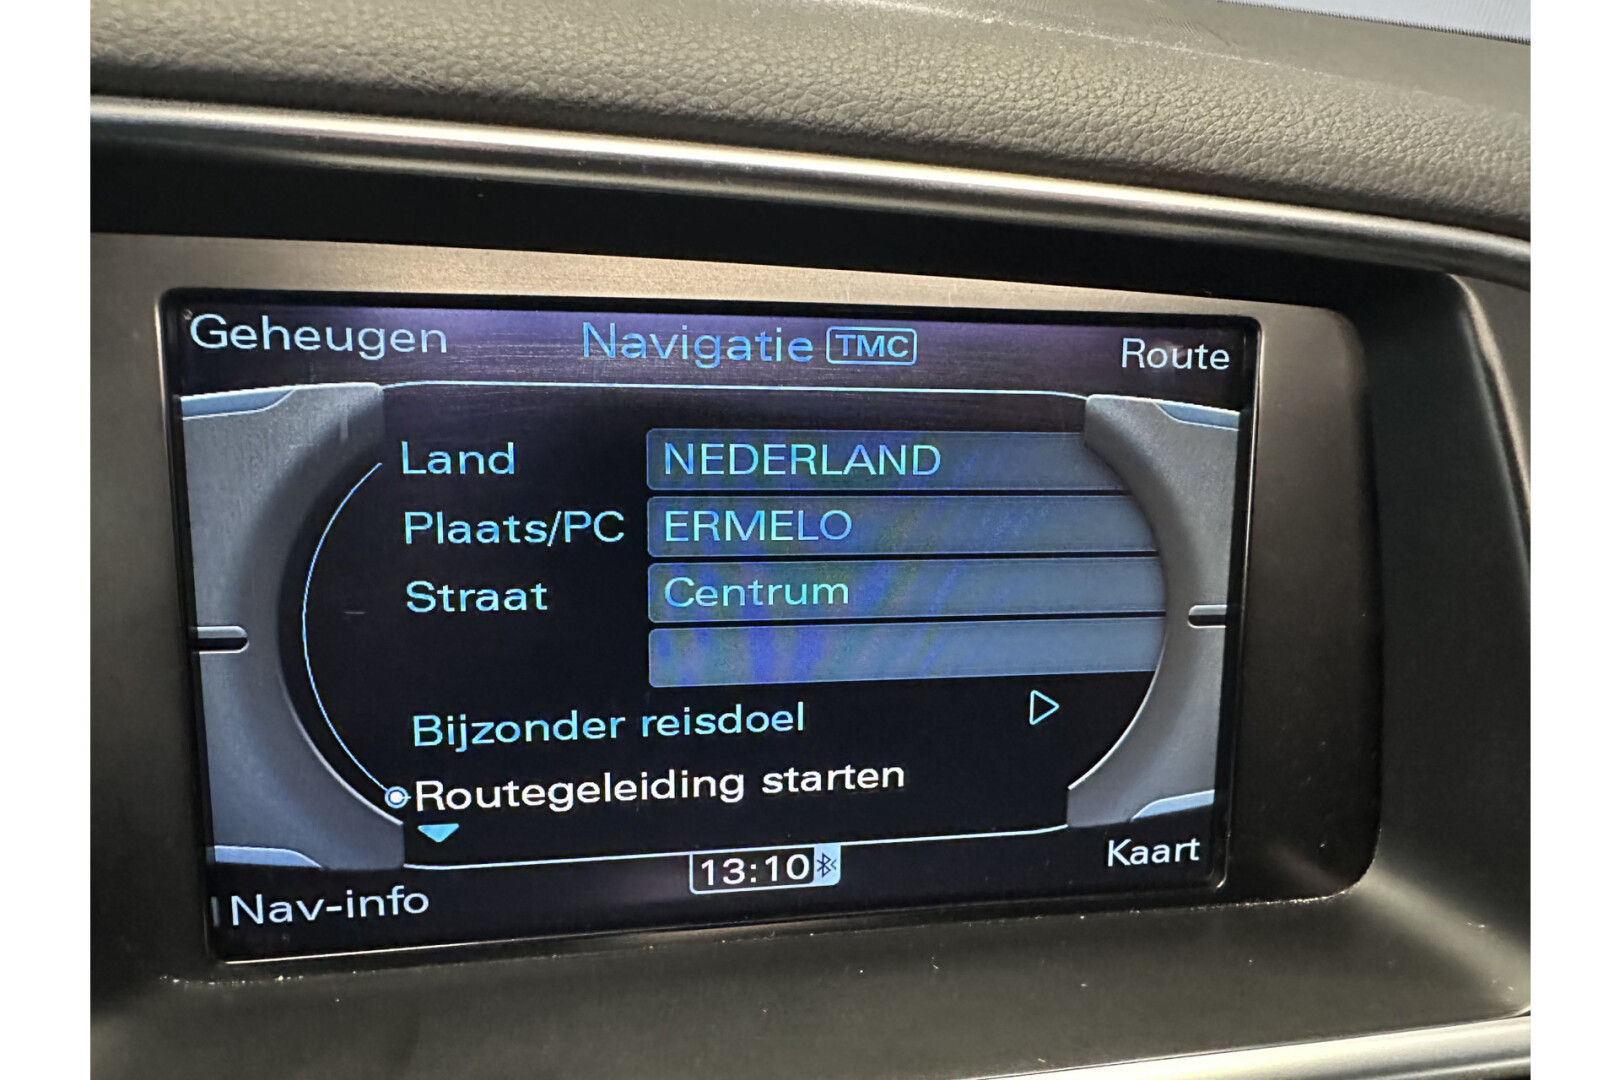 Geheugen Navigatie TMC Route
Land NEDERLAND
Plaats/PC ERMELO
Straat Centrum
Bijzonder reisdoel
Routegeleiding starten
13:10 Kaart
Nav-info